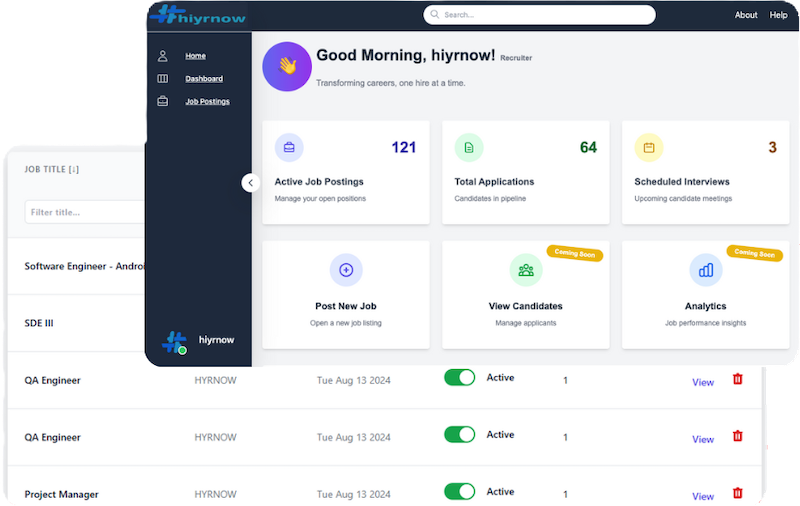 hiyrnow
Search...
About Help
Home
Dashboard
Job Postings
Good Morning, hiyrnow! Recruiter
Transforming careers, one hire at a time.
121
Active Job Postings
Manage your open positions
64
Total Applications
Candidates in pipeline
3
Scheduled Interviews
Upcoming candidate meetings
Post New Job
Open a new job listing
Coming Soon
View Candidates
Manage applicants
Coming Soon
Analytics
Job performance insights
hiyrnow
JOB TITLE [↓]
Filter title...
Software Engineer - Androi
SDE III
QA Engineer HYRNOW Tue Aug 13 2024 Active 1 View
QA Engineer HYRNOW Tue Aug 13 2024 Active 1 View
Project Manager HYRNOW Tue Aug 13 2024 Active 1 View